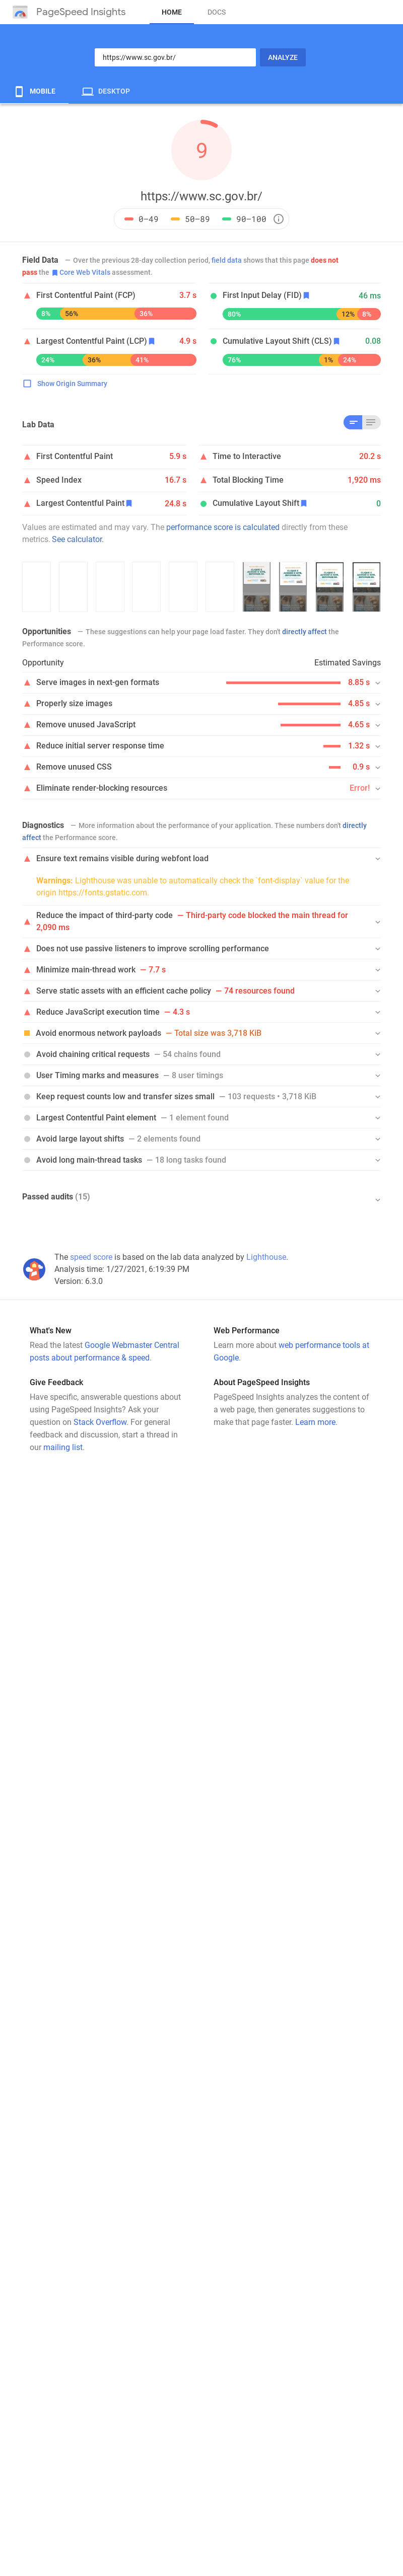 PageSpeed Insights
HOME
DOCS
https://www.sc.gov.br/
ANALYZE
MOBILE
DESKTOP
9
https://www.sc.gov.br/
0–49
50–89
90–100
Field Data — Over the previous 28-day collection period, field data shows that this page does not
pass the Core Web Vitals assessment.
First Contentful Paint (FCP) 3.7 s
8% 56% 36%
First Input Delay (FID) 46 ms
80% 12% 8%
Largest Contentful Paint (LCP) 4.9 s
24% 36% 41%
Cumulative Layout Shift (CLS) 0.08
76% 1% 24%
Show Origin Summary
Lab Data
First Contentful Paint 5.9 s
Time to Interactive 20.2 s
Speed Index 16.7 s
Total Blocking Time 1,920 ms
Largest Contentful Paint 24.8 s
Cumulative Layout Shift 0
Values are estimated and may vary. The performance score is calculated directly from these
metrics. See calculator.
Opportunities — These suggestions can help your page load faster. They don't directly affect the
Performance score.
Opportunity Estimated Savings
Serve images in next-gen formats 8.85 s
Properly size images 4.85 s
Remove unused JavaScript 4.65 s
Reduce initial server response time 1.32 s
Remove unused CSS 0.9 s
Eliminate render-blocking resources Error!
Diagnostics — More information about the performance of your application. These numbers don't directly
affect the Performance score.
Ensure text remains visible during webfont load
Warnings: Lighthouse was unable to automatically check the `font-display` value for the
origin https://fonts.gstatic.com.
Reduce the impact of third-party code — Third-party code blocked the main thread for
2,090 ms
Does not use passive listeners to improve scrolling performance
Minimize main-thread work — 7.7 s
Serve static assets with an efficient cache policy — 74 resources found
Reduce JavaScript execution time — 4.3 s
Avoid enormous network payloads — Total size was 3,718 KiB
Avoid chaining critical requests — 54 chains found
User Timing marks and measures — 8 user timings
Keep request counts low and transfer sizes small — 103 requests • 3,718 KiB
Largest Contentful Paint element — 1 element found
Avoid large layout shifts — 2 elements found
Avoid long main-thread tasks — 18 long tasks found
Passed audits (15)
The speed score is based on the lab data analyzed by Lighthouse.
Analysis time: 1/27/2021, 6:19:39 PM
Version: 6.3.0
What's New
Read the latest Google Webmaster Central
posts about performance & speed.
Web Performance
Learn more about web performance tools at
Google.
Give Feedback
Have specific, answerable questions about
using PageSpeed Insights? Ask your
question on Stack Overflow. For general
feedback and discussion, start a thread in
our mailing list.
About PageSpeed Insights
PageSpeed Insights analyzes the content of
a web page, then generates suggestions to
make that page faster. Learn more.